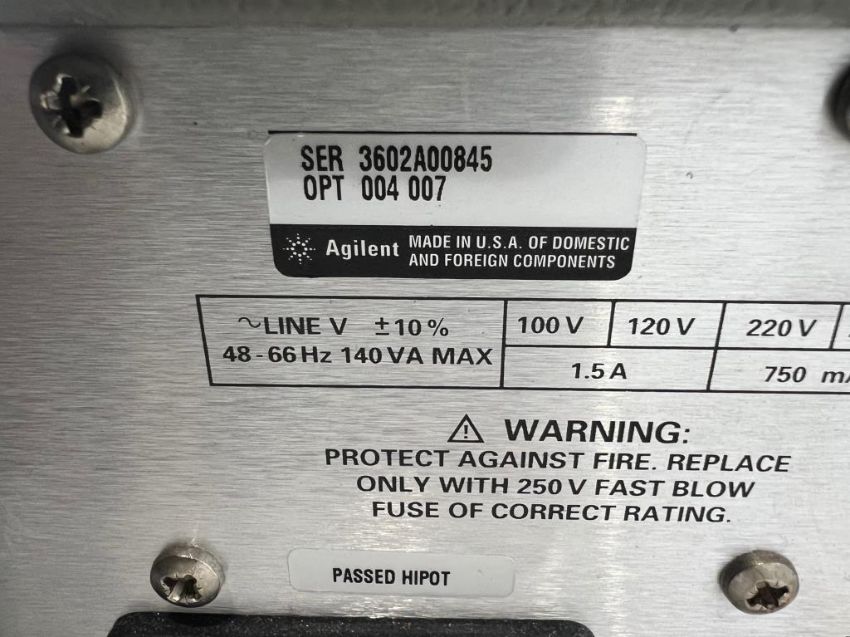 SER 3602A00845
OPT 004 007
Agilent MADE IN U.S.A. OF DOMESTIC
AND FOREIGN COMPONENTS
~LINE V ±10% 100 V 120 V 220 V
48-66 Hz 140 VA MAX 1.5 A 750
WARNING:
PROTECT AGAINST FIRE. REPLACE
ONLY WITH 250 V FAST BLOW
FUSE OF CORRECT RATING.
PASSED HIPOT